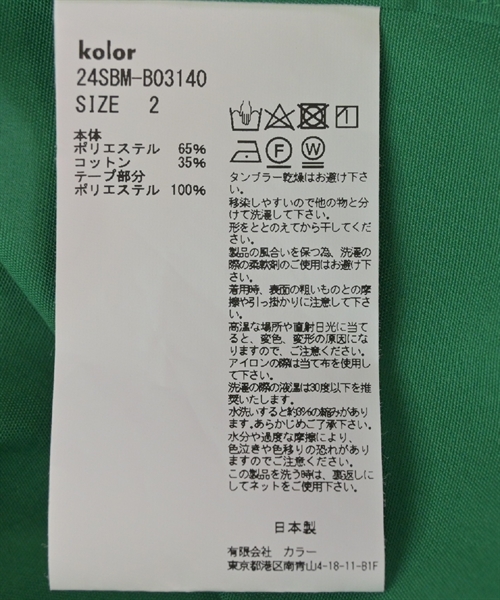 kolor
24SBM-B03140
SIZE 2
本体
ポリエステル 65%
コットン 35%
テープ部分
ポリエステル 100%
F W
タンブラー乾燥はお避け下さ
い。
移染しやすいので他の物と分
けて洗濯して下さい。
形をととのえてから干してくだ
さい。
製品の風合いを保つ為、洗濯の
際の柔軟剤のご使用はお避け下
さい。
着用時、表面の粗いものとの摩
擦や引っ掛かりに注意して下さ
い。
高温な場所や直射日光に当て
ると、変色、変形の原因にな
りますので、ご注意ください。
アイロンの際は当て布を使用し
て下さい。
洗濯の際の液温は30度以下を推
奨いたします。
水洗いすると約3%の縮みがあり
ます。あらかじめご了承下さい。
水分や過度な摩擦により、
色泣きや色移りの恐れがあり
ますのでご注意ください。
この製品を洗う時は、裏返しに
してネットをご使用ください。
日本製
有限会社 カラー
東京都港区南青山4-18-11-B1F